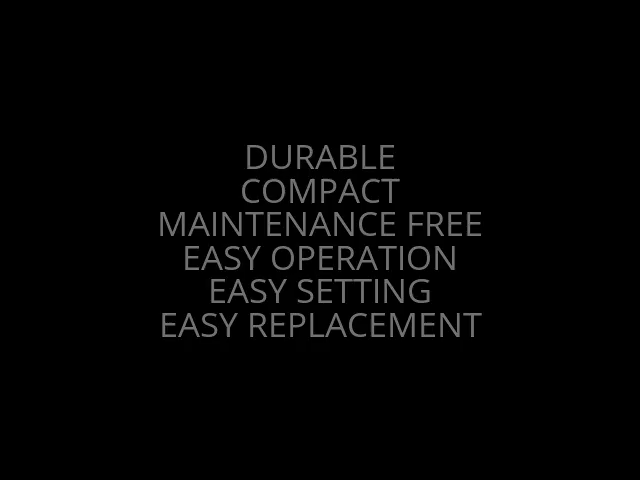 DURABLE
COMPACT
MAINTENANCE FREE
EASY OPERATION
EASY SETTING
EASY REPLACEMENT